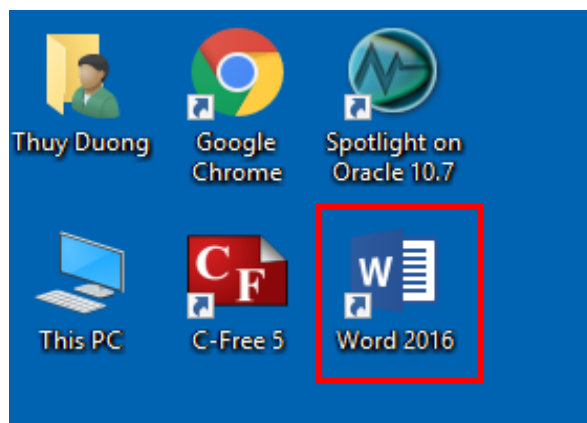 Thuy Duong
Google
Chrome
Spotlight on
Oracle 10.7
This PC
C F
C-Free 5
W
Word 2016